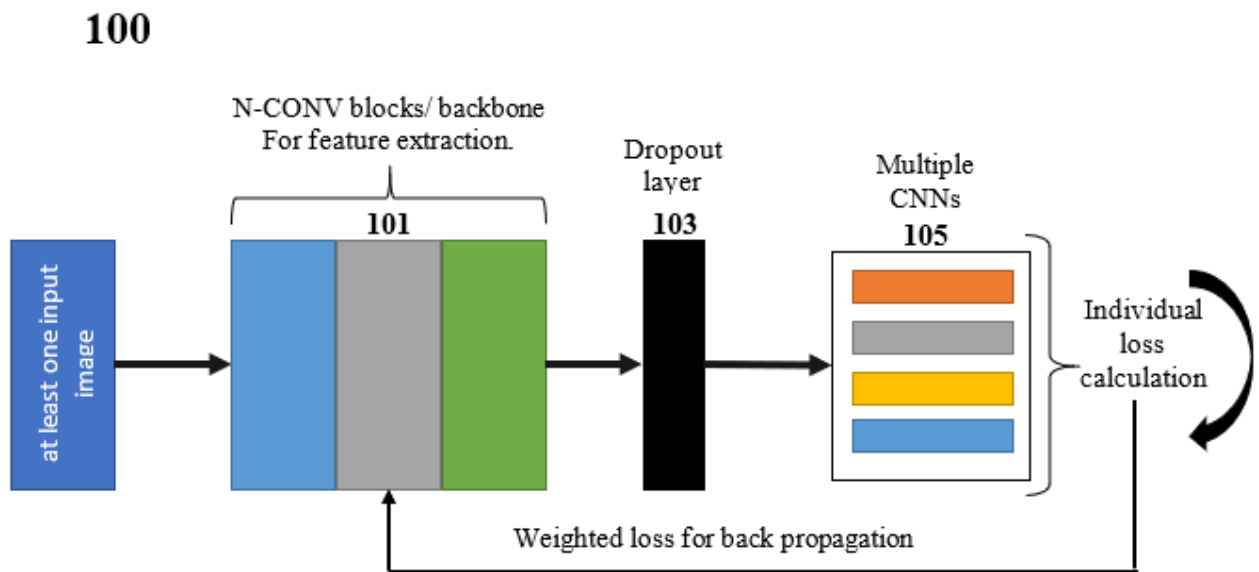 100
N-CONV blocks/ backbone
For feature extraction.
101
Dropout
layer
103
Multiple
CNNs
105
at least one input
image
Individual
loss
calculation
Weighted loss for back propagation